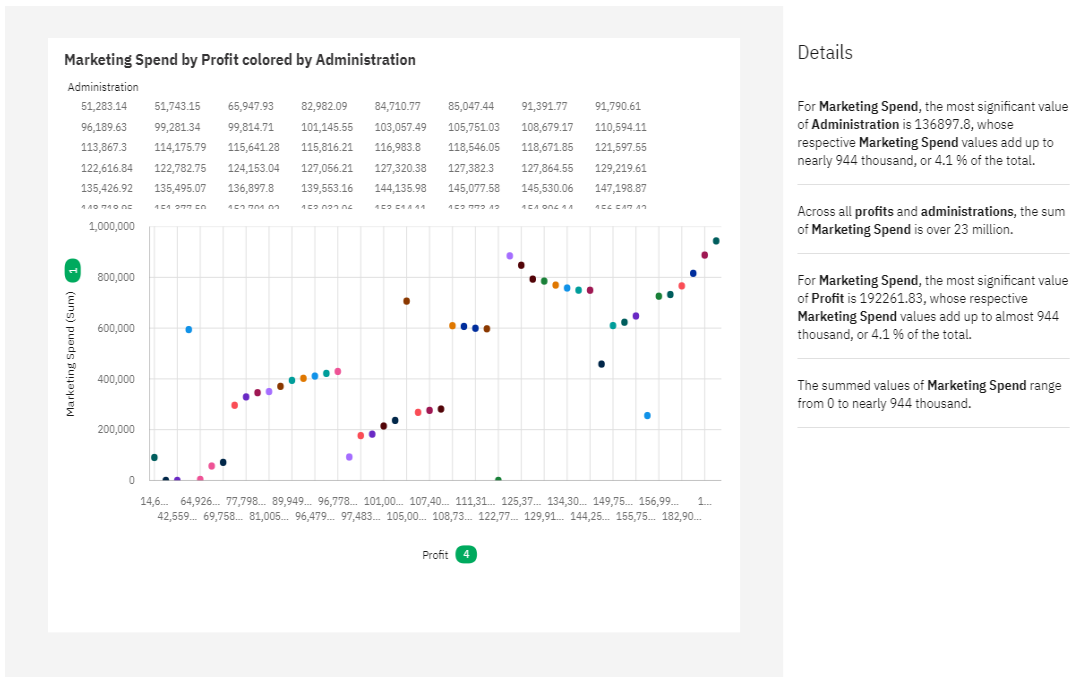 Marketing Spend by Profit colored by Administration
Administration
51,283.14 51,743.15 65,947.93 82,982.09 84,710.77 85,047.44 91,391.77 91,790.61
96,189.63 99,281.34 99,814.71 101,145.55 103,057.49 105,751.03 108,679.17 110,594.11
113,867.3 114,175.79 115,641.28 115,816.21 116,983.8 118,546.05 118,671.85 121,597.55
122,616.84 122,782.75 124,153.04 127,056.21 127,320.38 127,382.3 127,864.55 129,219.61
135,426.92 135,495.07 136,897.8 139,553.16 144,135.98 145,077.58 145,530.06 147,198.87
1,000,000
800,000
600,000
400,000
200,000
0
1
Marketing Spend (Sum)
14,6... 64,926... 77,798... 89,949... 96,778... 101,00... 107,40... 111,31... 125,37... 134,30... 149,75... 156,99... 1...
42,559... 69,758... 81,005... 96,479... 97,483... 105,00... 108,73... 122,77... 129,91... 144,25... 155,75... 182,90...
Profit 4
Details
For Marketing Spend, the most significant value
of Administration is 136897.8, whose
respective Marketing Spend values add up to
nearly 944 thousand, or 4.1 % of the total.
Across all profits and administrations, the sum
of Marketing Spend is over 23 million.
For Marketing Spend, the most significant value
of Profit is 192261.83, whose respective
Marketing Spend values add up to almost 944
thousand, or 4.1 % of the total.
The summed values of Marketing Spend range
from 0 to nearly 944 thousand.